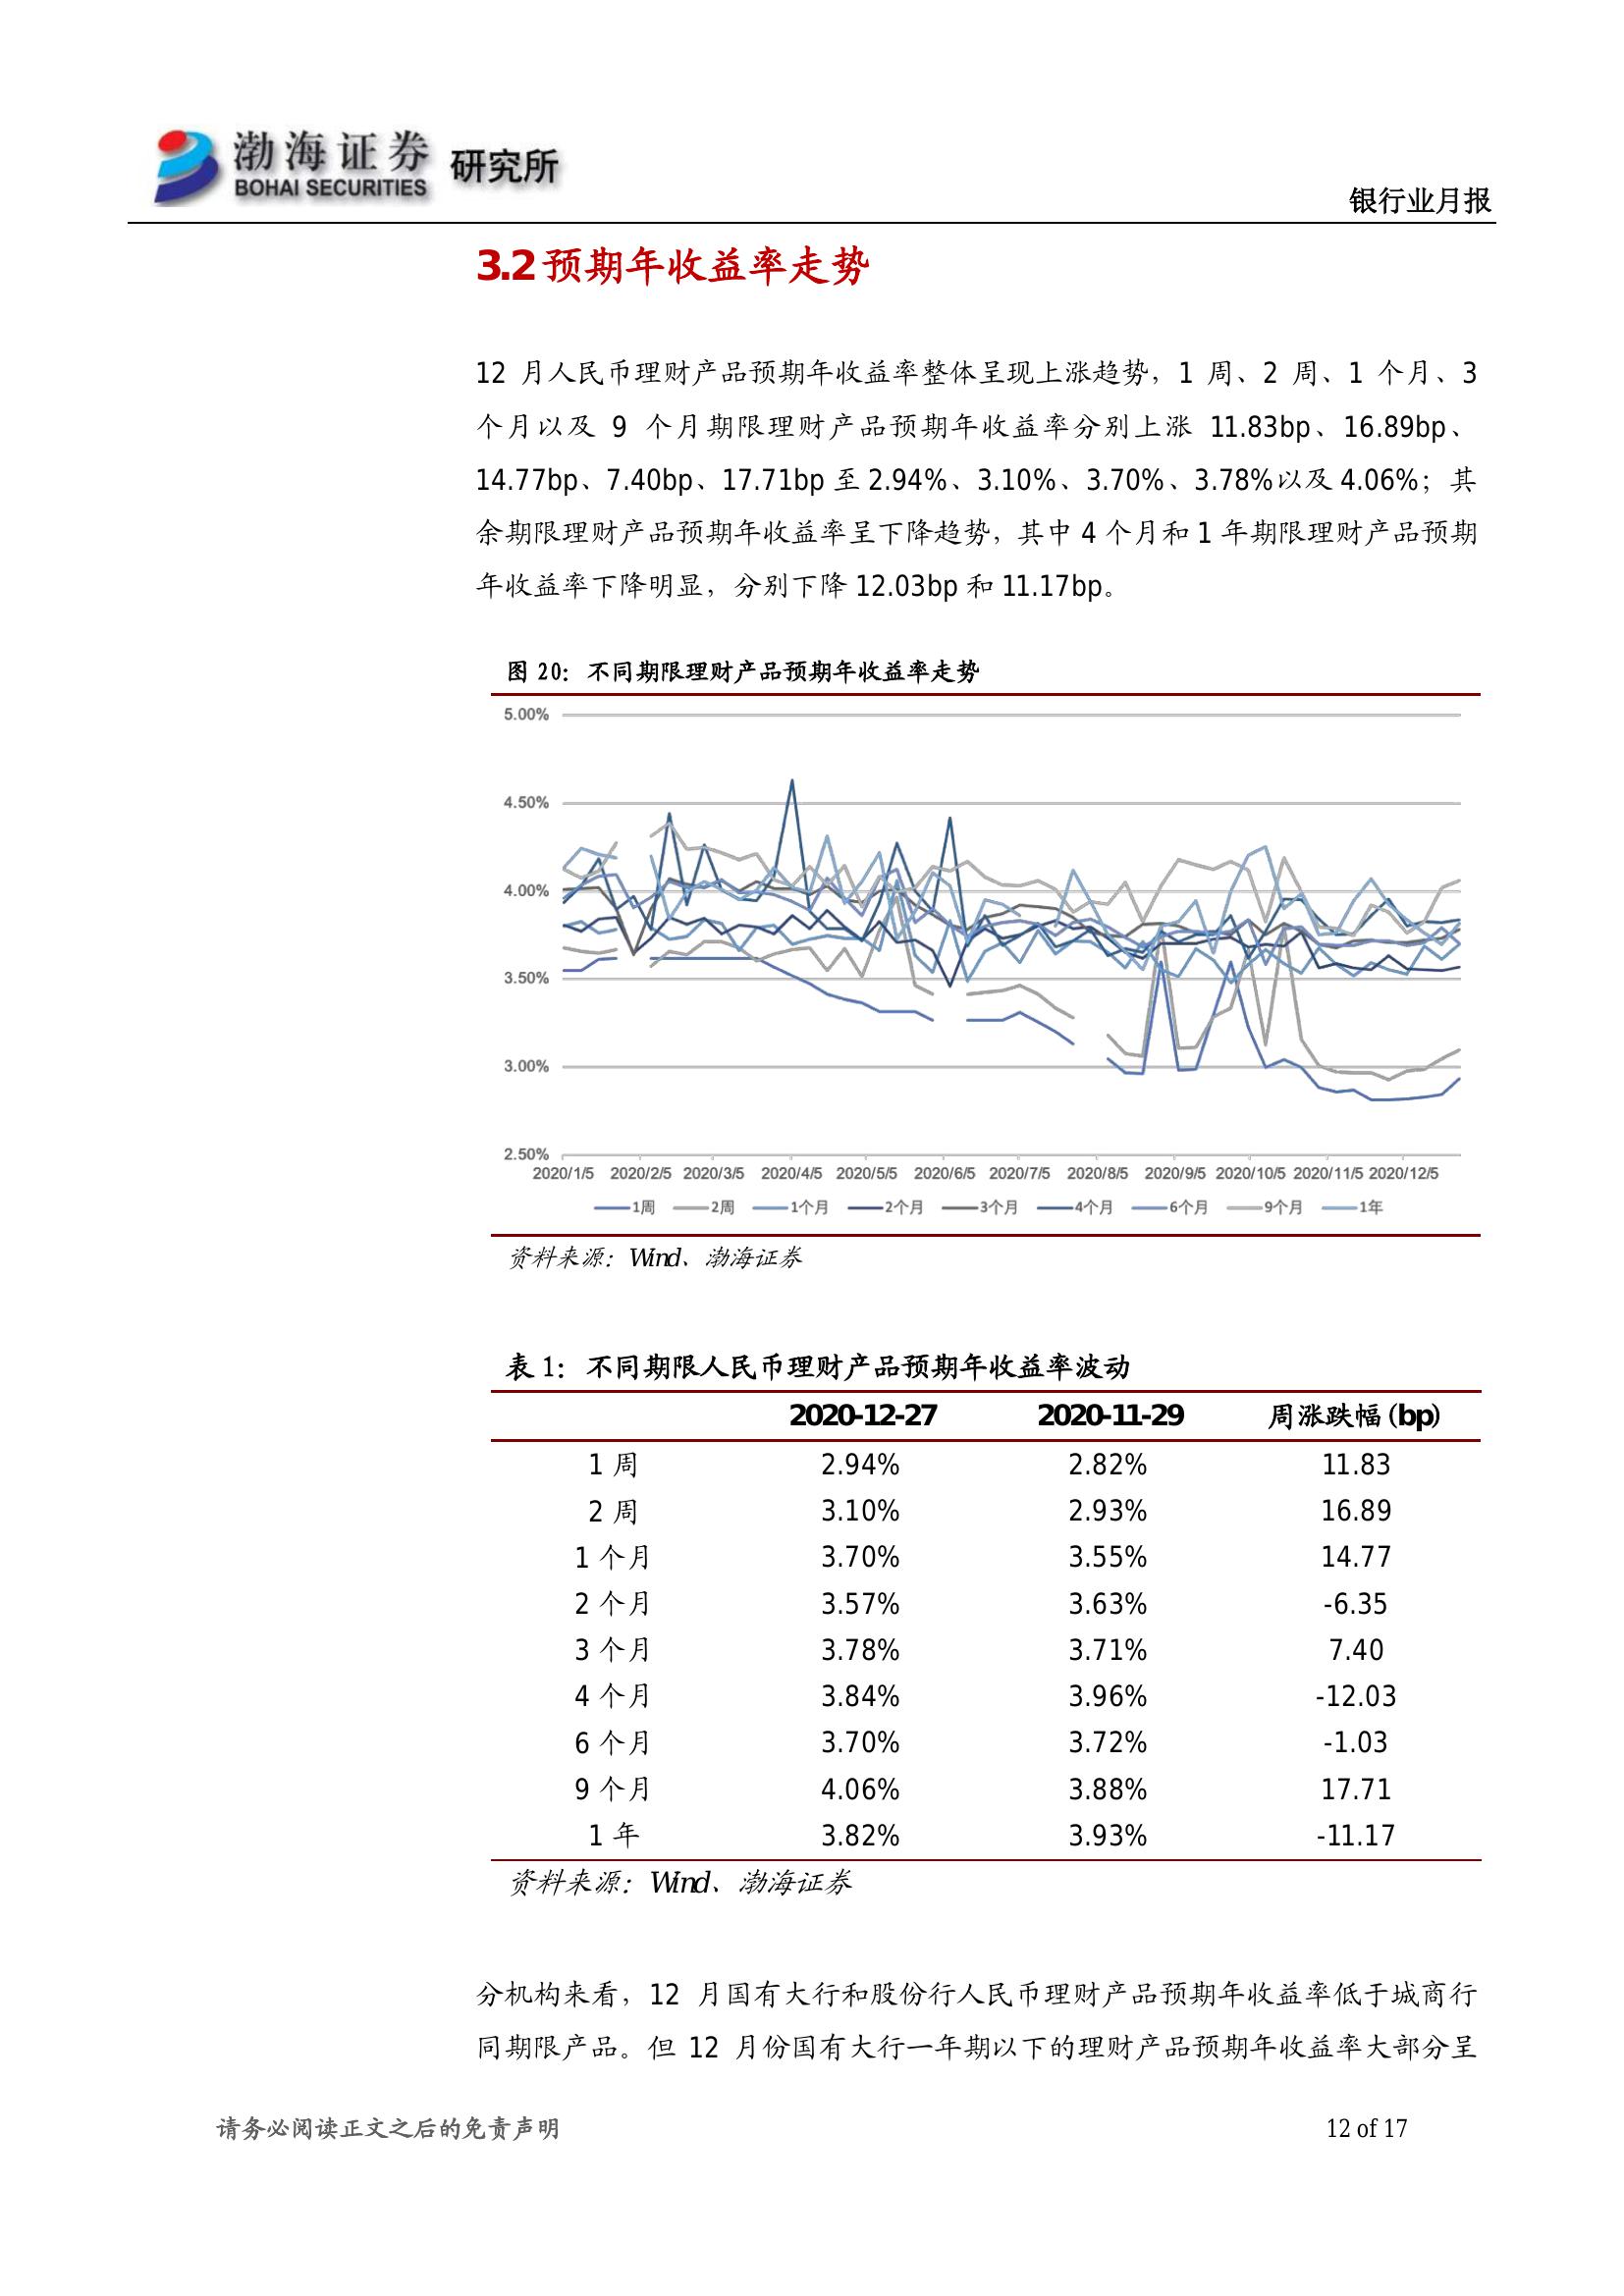 渤海证券 研究所
BOHAI SECURITIES
银行业月报
3.2 预期年收益率走势
12 月人民币理财产品预期年收益率整体呈现上涨趋势，1 周、2 周、1 个月、3
个月以及 9 个月期限理财产品预期年收益率分别上涨 11.83bp、16.89bp、
14.77bp、7.40bp、17.71bp 至 2.94%、3.10%、3.70%、3.78%以及 4.06%；其
余期限理财产品预期年收益率呈下降趋势，其中 4 个月和 1 年期限理财产品预期
年收益率下降明显，分别下降 12.03bp 和 11.17bp。
图 20：不同期限理财产品预期年收益率走势
5.00%
4.50%
4.00%
3.50%
3.00%
2.50%
2020/1/5 2020/2/5 2020/3/5 2020/4/5 2020/5/5 2020/6/5 2020/7/5 2020/8/5 2020/9/5 2020/10/5 2020/11/5 2020/12/5
1周 2周 1个月 2个月 3个月 4个月 6个月 9个月 1年
资料来源：Wind、渤海证券
表 1：不同期限人民币理财产品预期年收益率波动
2020-12-27 2020-11-29 周涨跌幅(bp)
1 周 2.94% 2.82% 11.83
2 周 3.10% 2.93% 16.89
1 个月 3.70% 3.55% 14.77
2 个月 3.57% 3.63% -6.35
3 个月 3.78% 3.71% 7.40
4 个月 3.84% 3.96% -12.03
6 个月 3.70% 3.72% -1.03
9 个月 4.06% 3.88% 17.71
1 年 3.82% 3.93% -11.17
资料来源：Wind、渤海证券
分机构来看，12 月国有大行和股份行人民币理财产品预期年收益率低于城商行
同期限产品。但 12 月份国有大行一年期以下的理财产品预期年收益率大部分呈
请务必阅读正文之后的免责声明
12 of 17